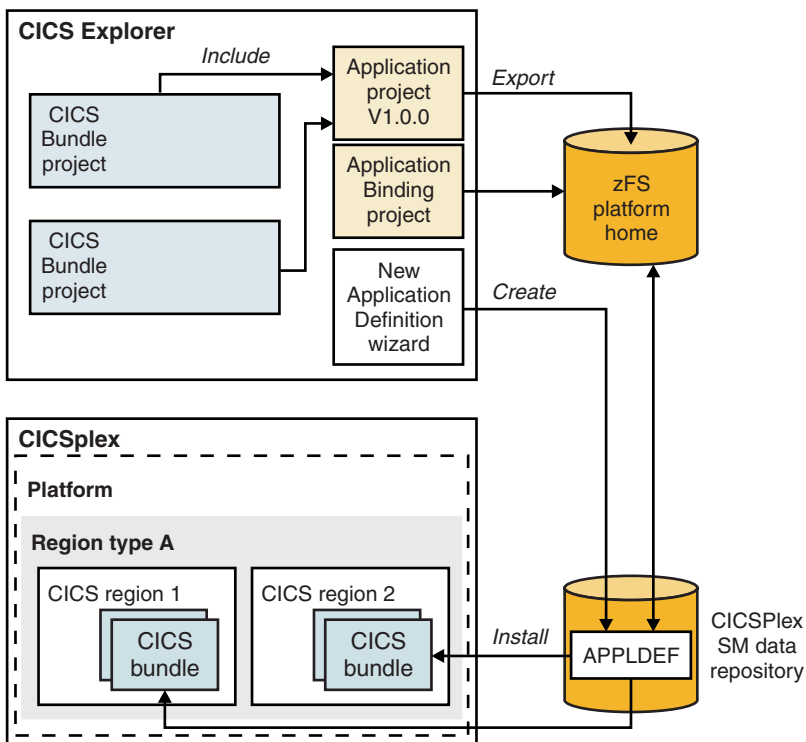 CICS Explorer
Include
Application
project
V1.0.0
Export
CICS
Bundle
project
Application
Binding
project
zFS
platform
home
CICS
Bundle
project
New
Application
Definition
wizard
Create
CICSplex
Platform
Region type A
CICS region 1
CICS
bundle
CICS region 2
CICS
bundle
Install
APPLDEF
CICSPlex
SM data
repository